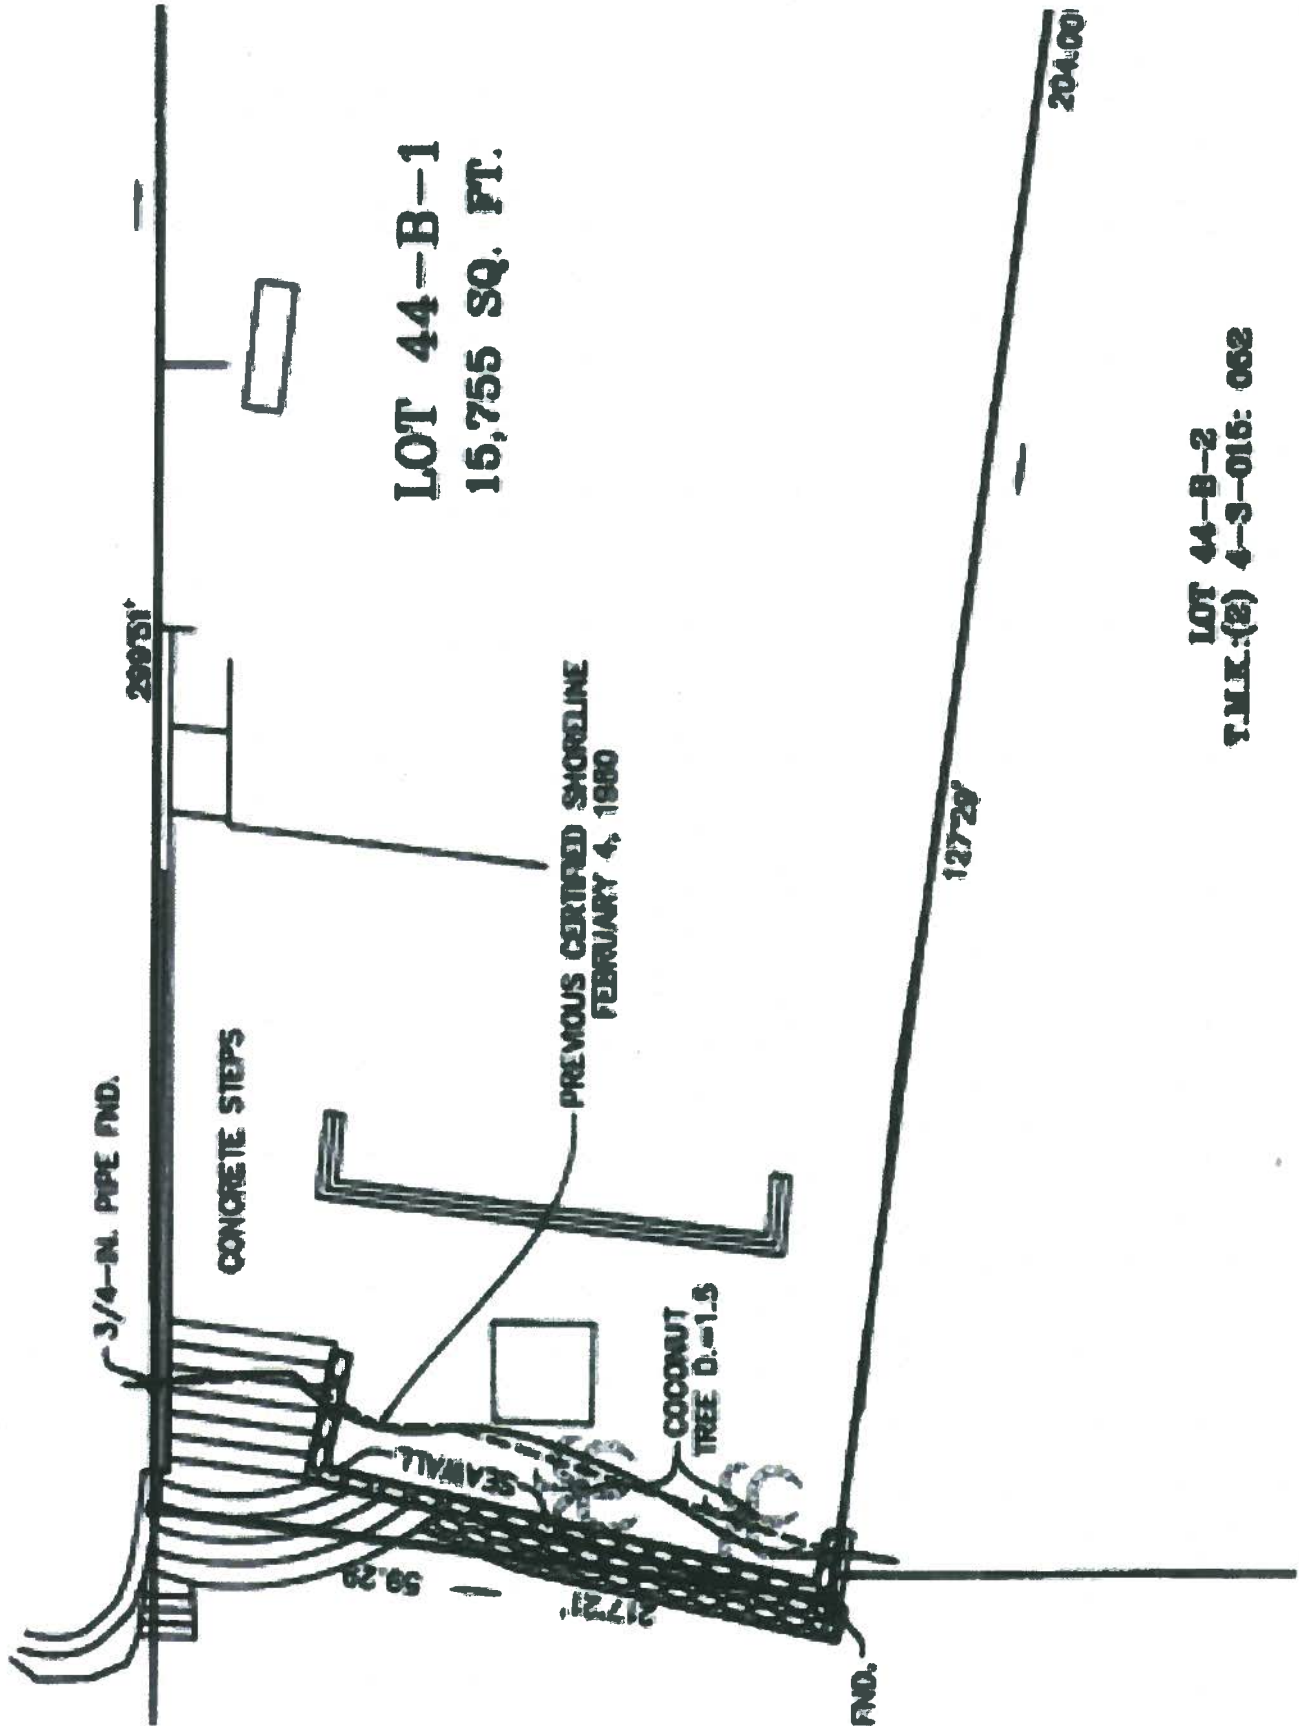 3/4-IN. PIPE FND.
299°51'
CONCRETE STEPS
LOT 44-B-1
15,755 SQ. FT.
PREVIOUS CERTIFIED SHORELINE
FEBRUARY 4, 1980
SEAWALL
COCONUT
TREE D.=1.5
59.29
217°21'
FND.
127°29'
204.00
LOT 44-B-2
T.M.K.:(2) 4-3-015: 052